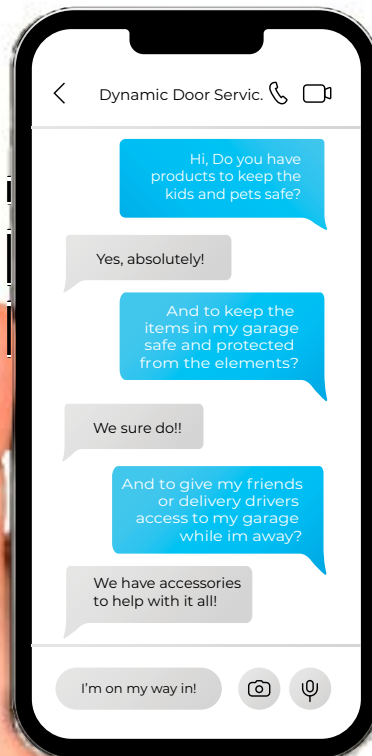 Dynamic Door Servic.
Hi, Do you have
products to keep the
kids and pets safe?
Yes, absolutely!
And to keep the
items in my garage
safe and protected
from the elements?
We sure do!!
And to give my friends
or delivery drivers
access to my garage
while im away?
We have accessories
to help with it all!
I'm on my way in!